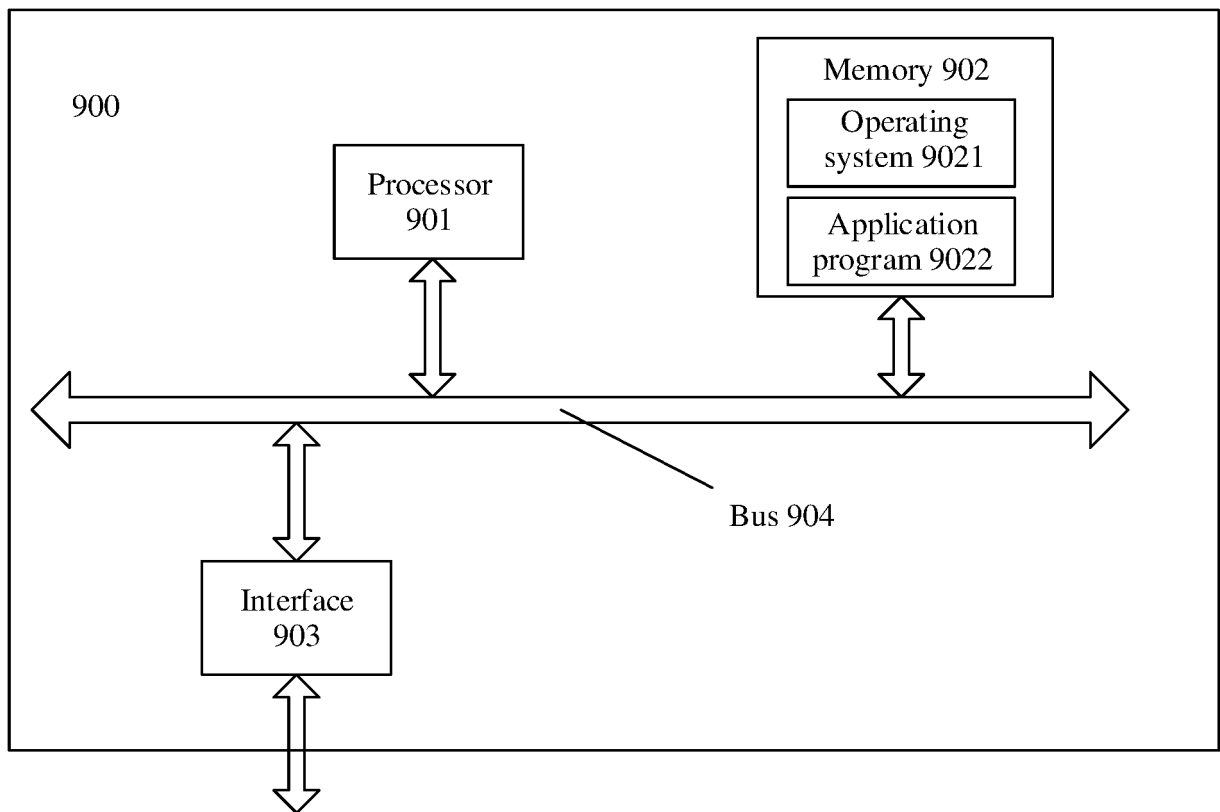 900
Memory 902
Operating
system 9021
Application
program 9022
Processor
901
Bus 904
Interface
903